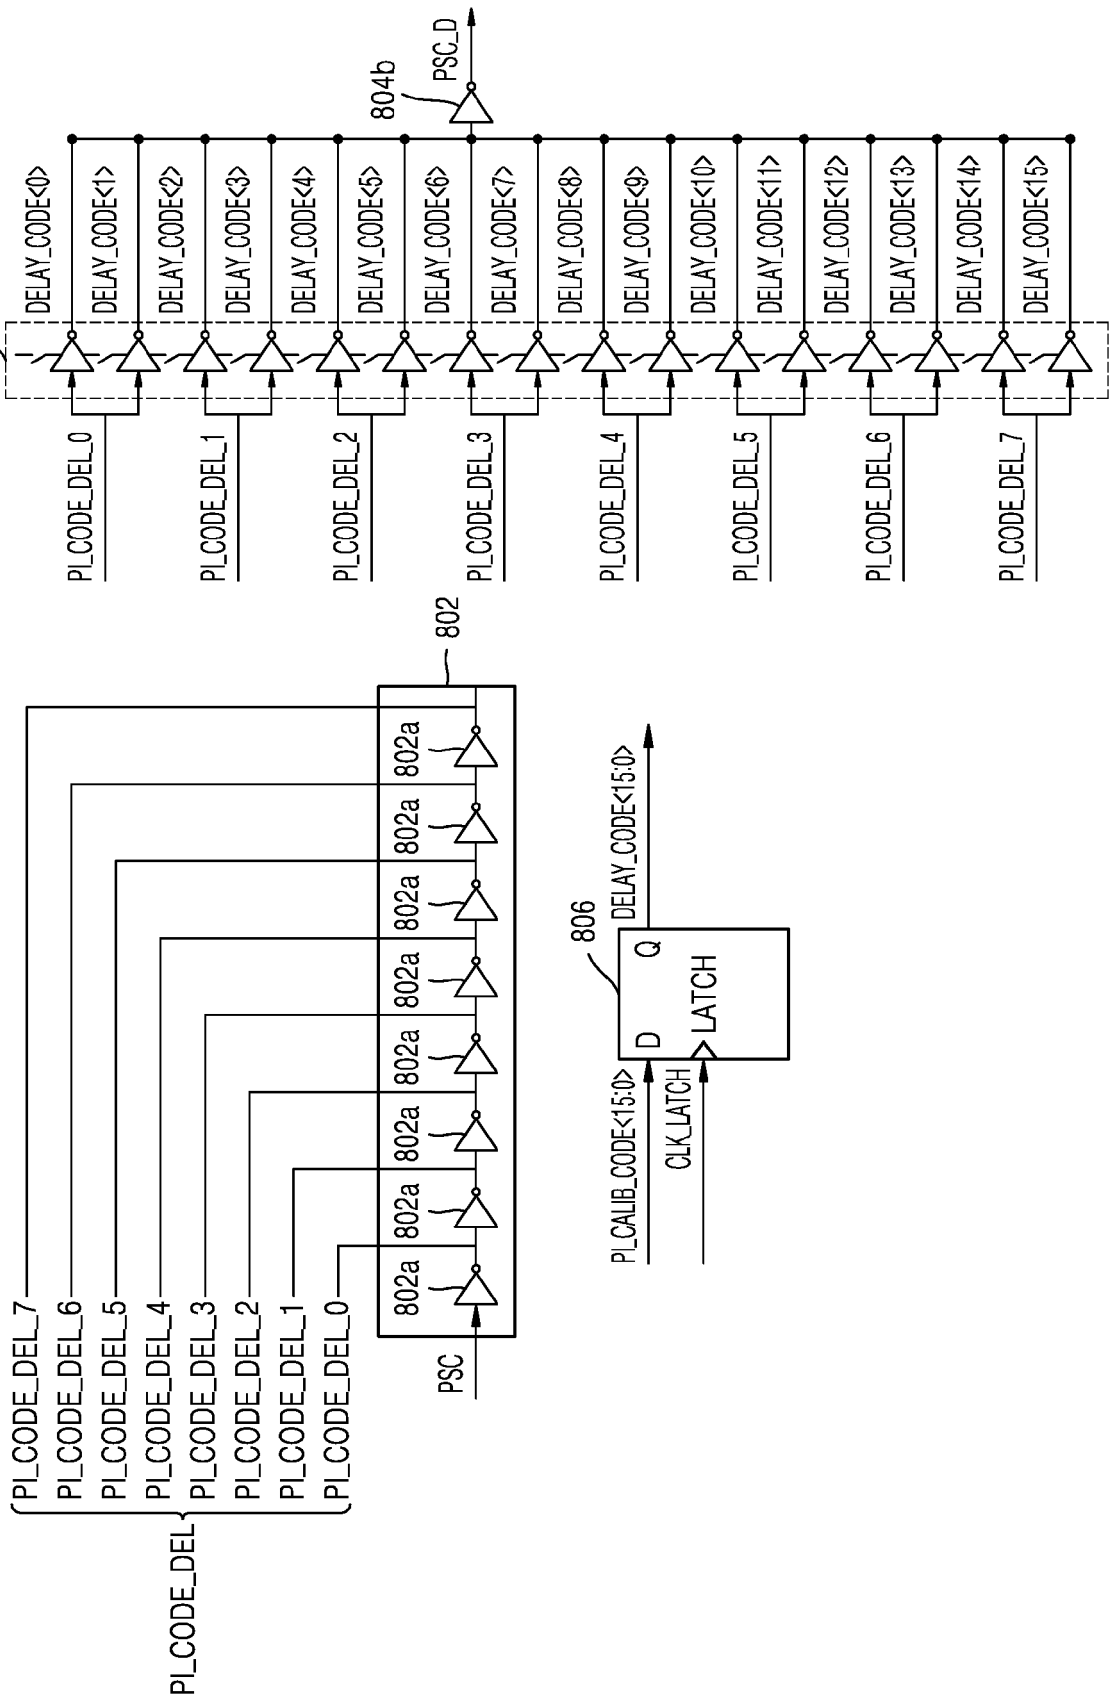 PI_CODE_DEL
PI_CODE_DEL_7
PI_CODE_DEL_6
PI_CODE_DEL_5
PI_CODE_DEL_4
PI_CODE_DEL_3
PI_CODE_DEL_2
PI_CODE_DEL_1
PI_CODE_DEL_0
PSC
802a
802a
802a
802a
802a
802a
802a
802a
802
PI_CALIB_CODE<15:0>
CLK_LATCH
D
Q
LATCH
806
DELAY_CODE<15:0>
PI_CODE_DEL_0
PI_CODE_DEL_1
PI_CODE_DEL_2
PI_CODE_DEL_3
PI_CODE_DEL_4
PI_CODE_DEL_5
PI_CODE_DEL_6
PI_CODE_DEL_7
DELAY_CODE<0>
DELAY_CODE<1>
DELAY_CODE<2>
DELAY_CODE<3>
DELAY_CODE<4>
DELAY_CODE<5>
DELAY_CODE<6>
DELAY_CODE<7>
DELAY_CODE<8>
DELAY_CODE<9>
DELAY_CODE<10>
DELAY_CODE<11>
DELAY_CODE<12>
DELAY_CODE<13>
DELAY_CODE<14>
DELAY_CODE<15>
804b
PSC_D